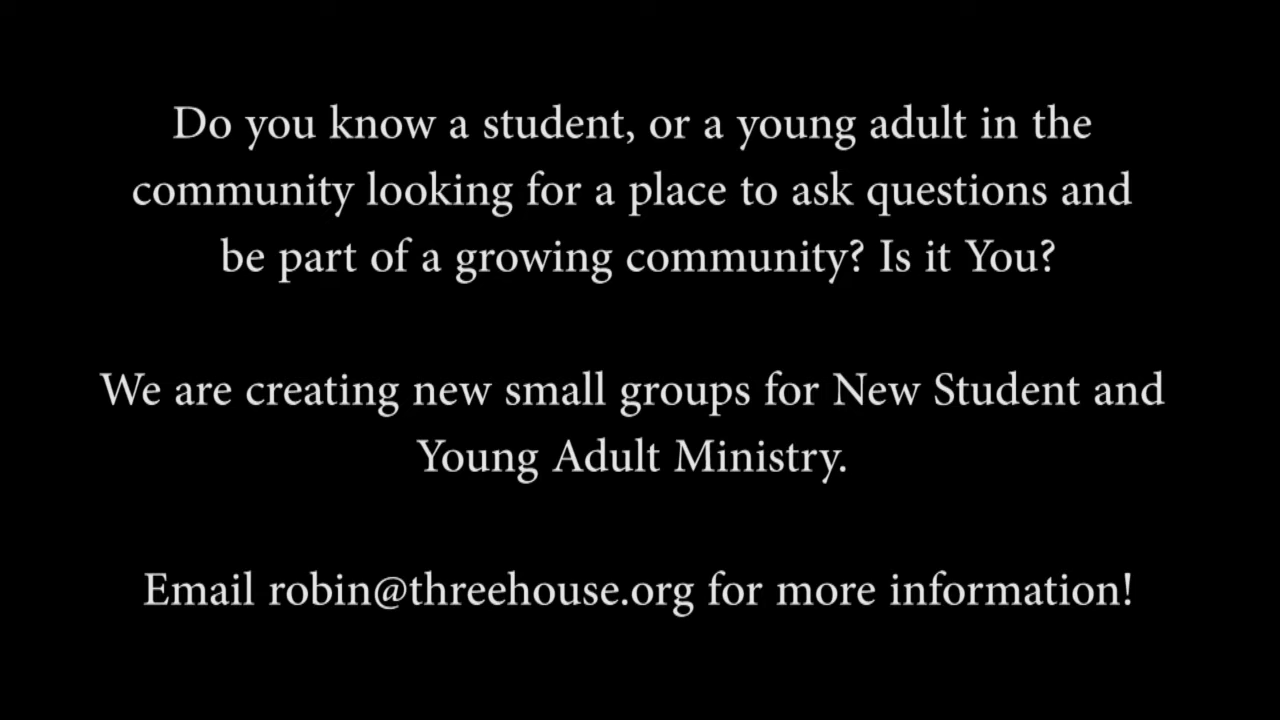 Do you know a student, or a young adult in the
community looking for a place to ask questions and
be part of a growing community? Is it You?
We are creating new small groups for New Student and
Young Adult Ministry.
Email robin@threehouse.org for more information!